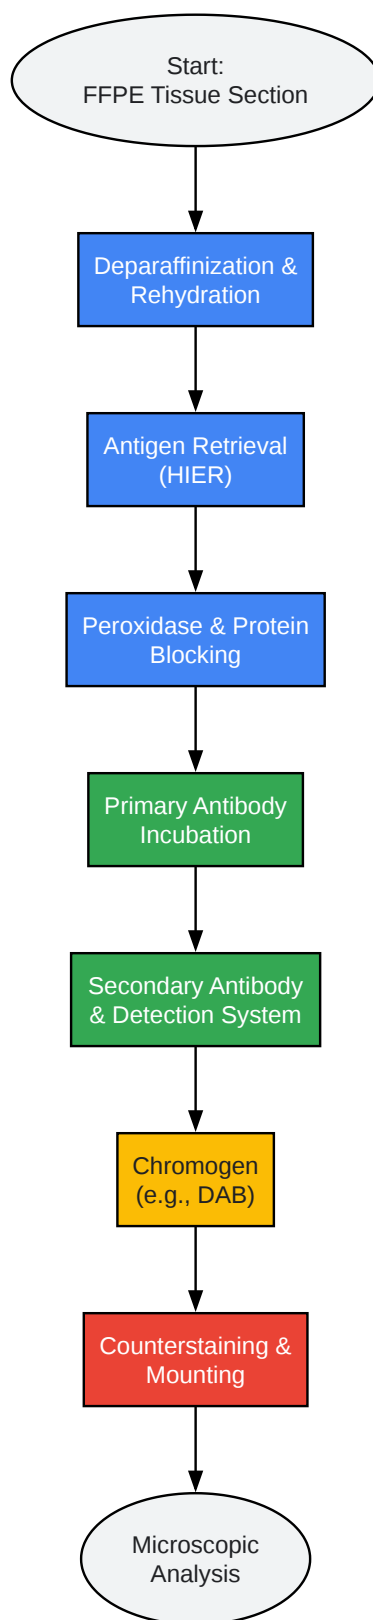 Start:
FFPE Tissue Section
Deparaffinization &
Rehydration
Antigen Retrieval
(HIER)
Peroxidase & Protein
Blocking
Primary Antibody
Incubation
Secondary Antibody
& Detection System
Chromogen
(e.g., DAB)
Counterstaining &
Mounting
Microscopic
Analysis